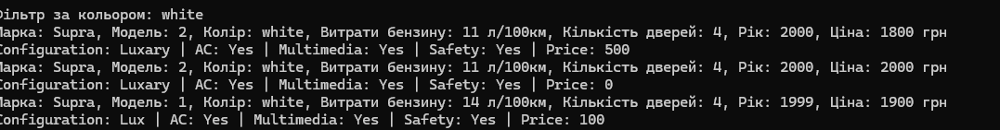 Фільтр за кольором: white
Марка: Supra, Модель: 2, Колір: white, Витрати бензину: 11 л/100км, Кількість дверей: 4, Рік: 2000, Ціна: 1800 грн
Configuration: Luxary | AC: Yes | Multimedia: Yes | Safety: Yes | Price: 500
Марка: Supra, Модель: 2, Колір: white, Витрати бензину: 11 л/100км, Кількість дверей: 4, Рік: 2000, Ціна: 2000 грн
Configuration: Luxary | AC: Yes | Multimedia: Yes | Safety: Yes | Price: 0
Марка: Supra, Модель: 1, Колір: white, Витрати бензину: 14 л/100км, Кількість дверей: 4, Рік: 1999, Ціна: 1900 грн
Configuration: Lux | AC: Yes | Multimedia: Yes | Safety: Yes | Price: 100